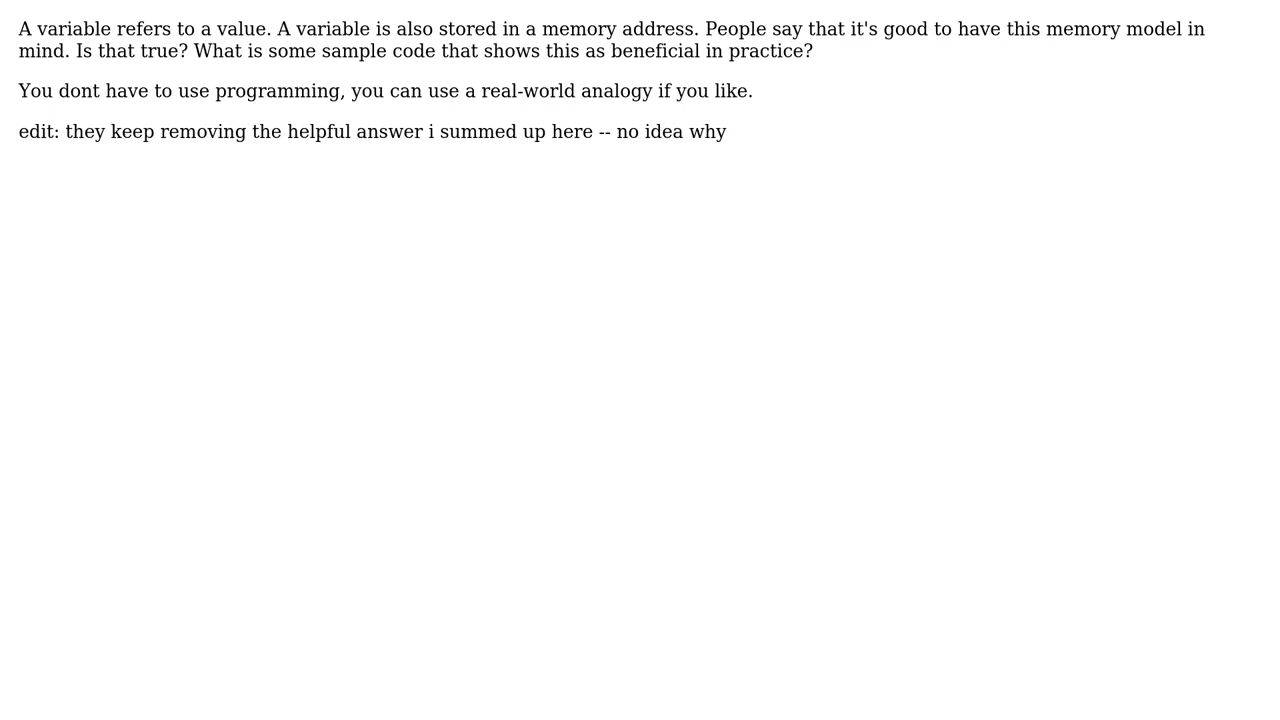 A variable refers to a value. A variable is also stored in a memory address. People say that it's good to have this memory model in
mind. Is that true? What is some sample code that shows this as beneficial in practice?
You dont have to use programming, you can use a real-world analogy if you like.
edit: they keep removing the helpful answer i summed up here -- no idea why